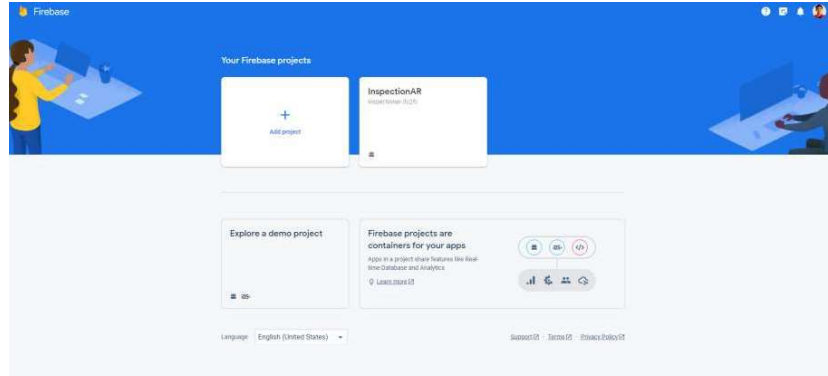 Firebase
Your Firebase projects
Add project
InspectionAR
Explore a demo project
Firebase projects are
containers for your apps
Apps in a project share features like Real-
time Database and Analytics
Learn more
Language English (United States)
Support · Terms · Privacy Policy